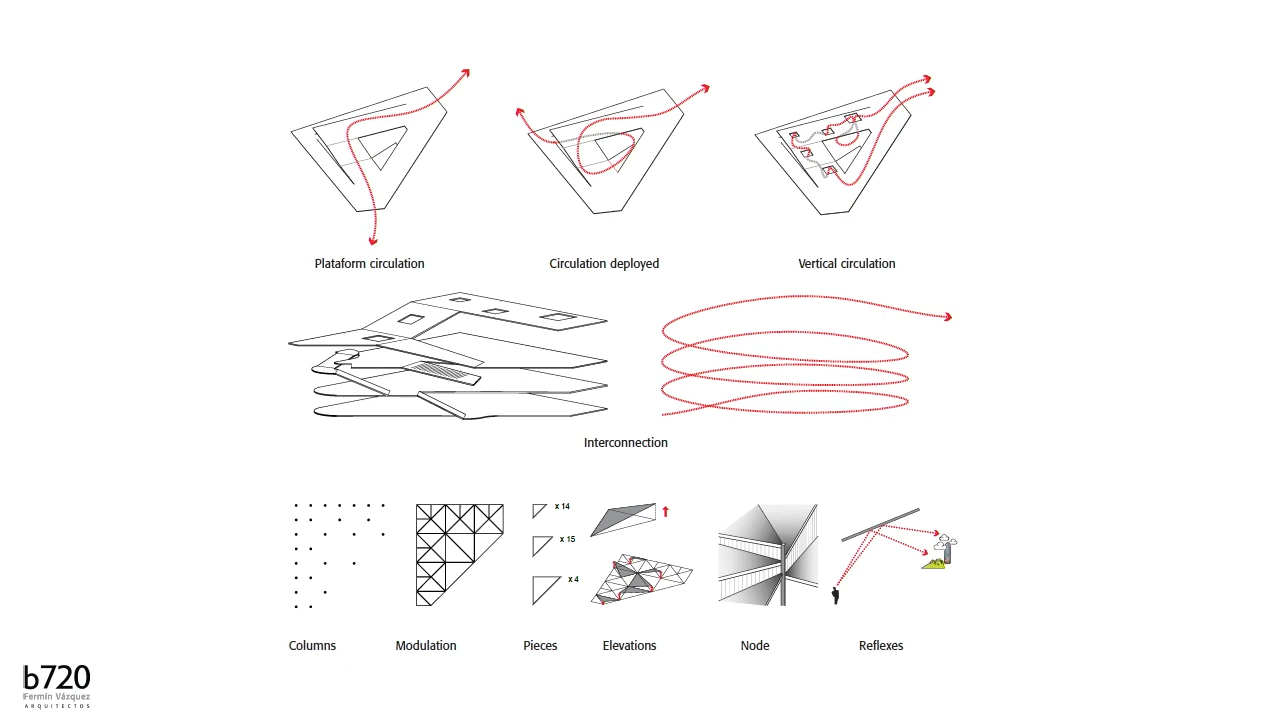 Plataform circulation
Circulation deployed
Vertical circulation
Interconnection
x 14
x 15
x 4
Columns
Modulation
Pieces
Elevations
Node
Reflexes
b720
Fermín Vázquez
ARQUITECTOS